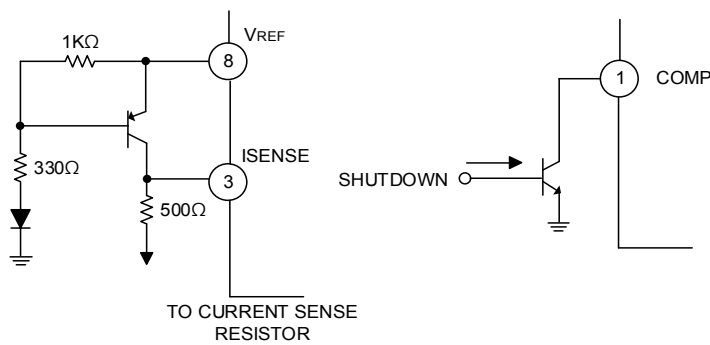 1KΩ
VREF
8
330Ω
ISENSE
3
500Ω
TO CURRENT SENSE
RESISTOR
1
COMP
SHUTDOWN